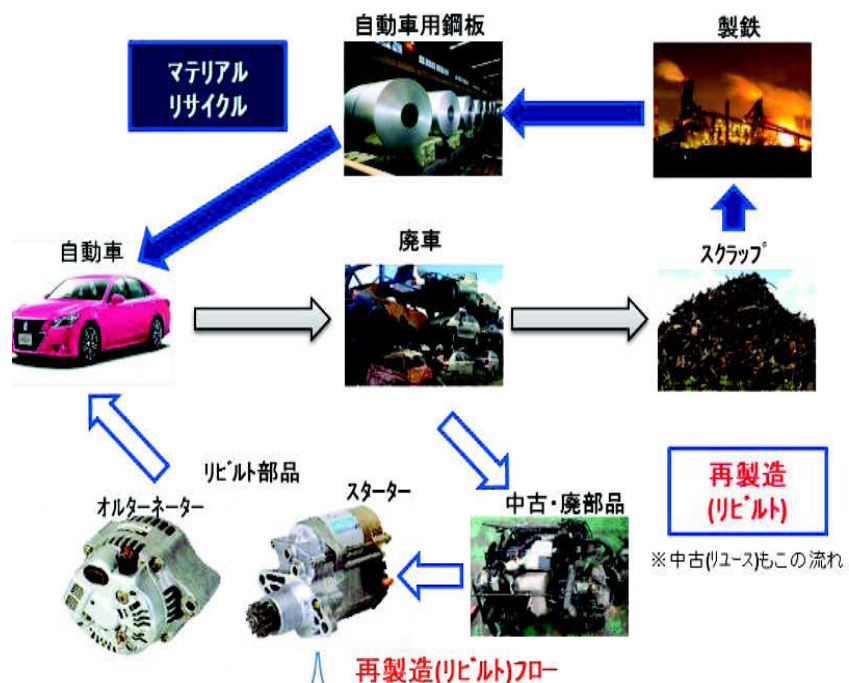 自動車用鋼板
製鉄
マテリアル
リサイクル
自動車
廃車
スクラップ
リビルト部品
オルターネーター
スターター
中古・廃部品
再製造
(リビルト)
※中古(リユース)もこの流れ
再製造(リビルト)フロー